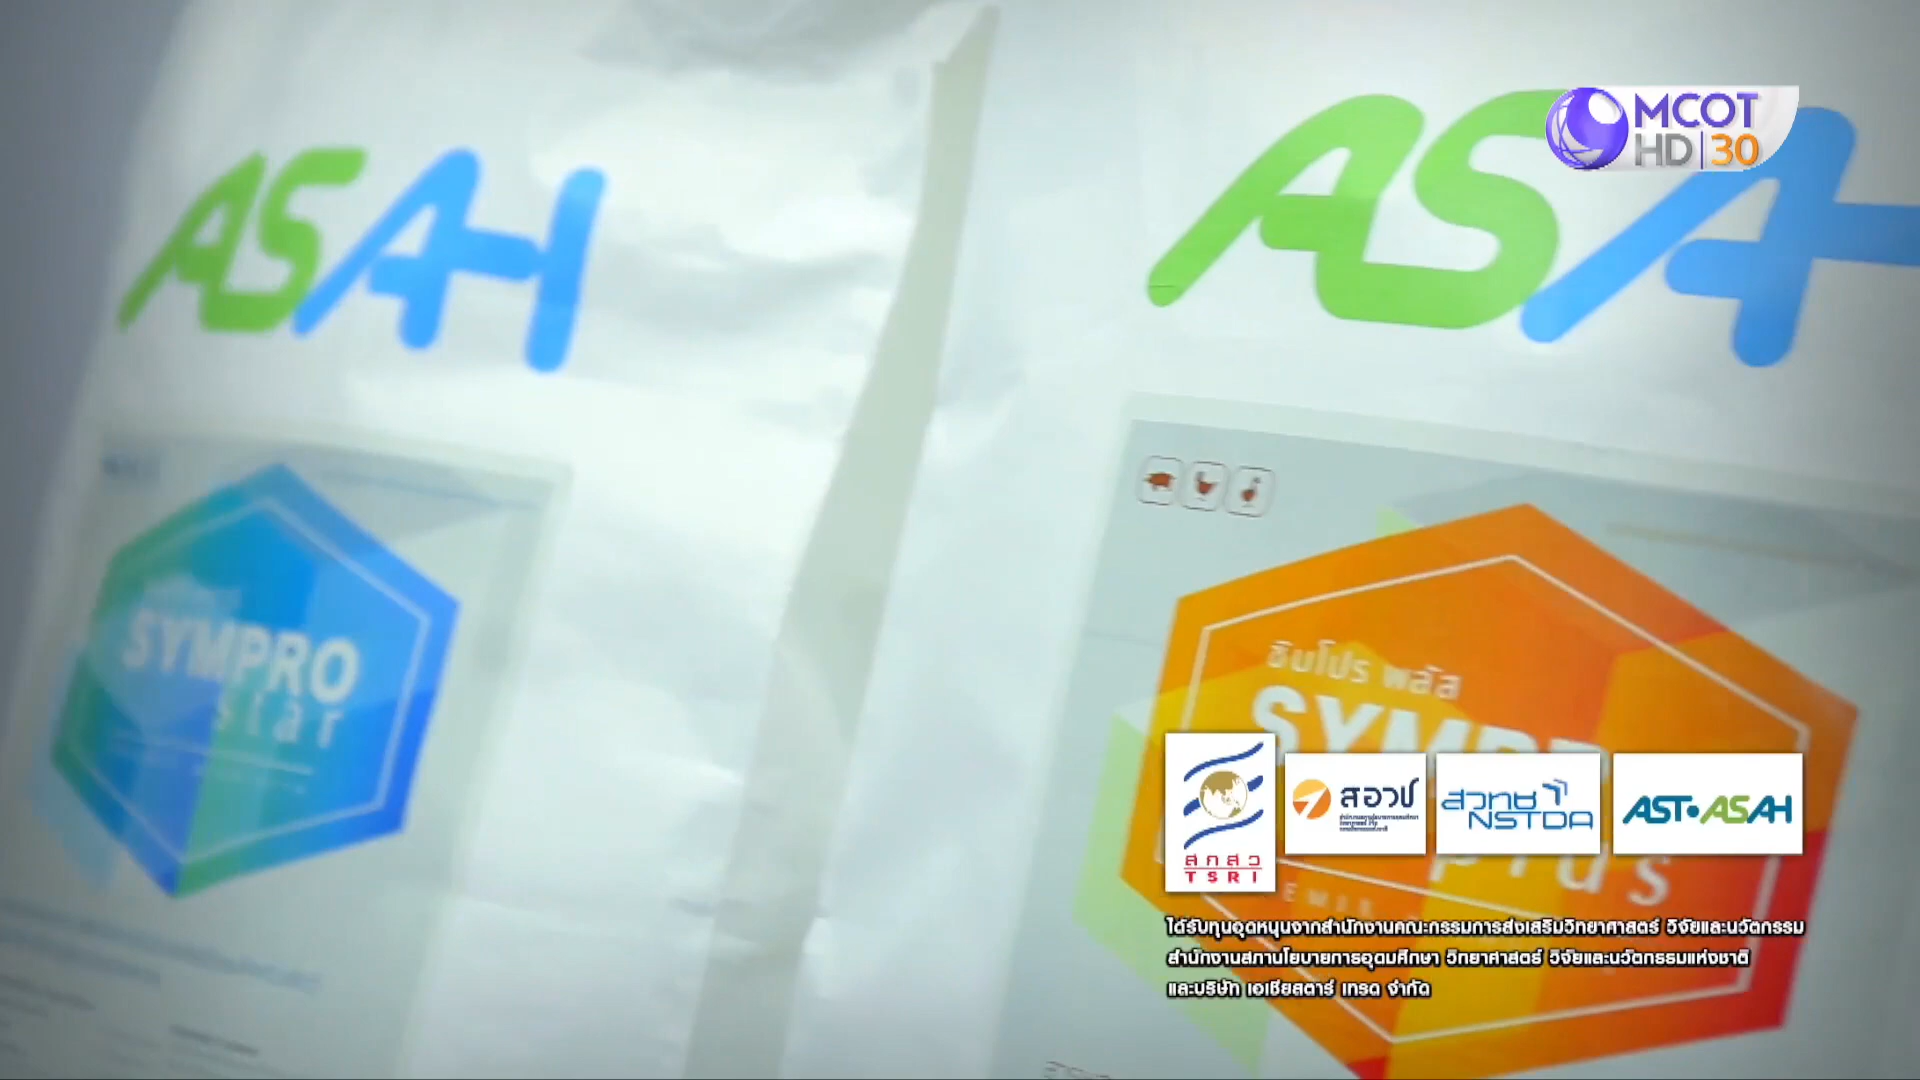 MCOT
HD 30
ASAH
ASA
SYMPRO
star
ซิมโปร พลัส
plus
สกสว
TSRI
สอวช
สวทช
NSTDA
AST•ASAH
ได้รับทุนอุดหนุนจากสำนักงานคณะกรรมการส่งเสริมวิทยาศาสตร์ วิจัยและนวัตกรรม
สำนักงานสภานโยบายการอุดมศึกษา วิทยาศาสตร์ วิจัยและนวัตกรรมแห่งชาติ
และบริษัท เอเชียสตาร์ เทรด จำกัด